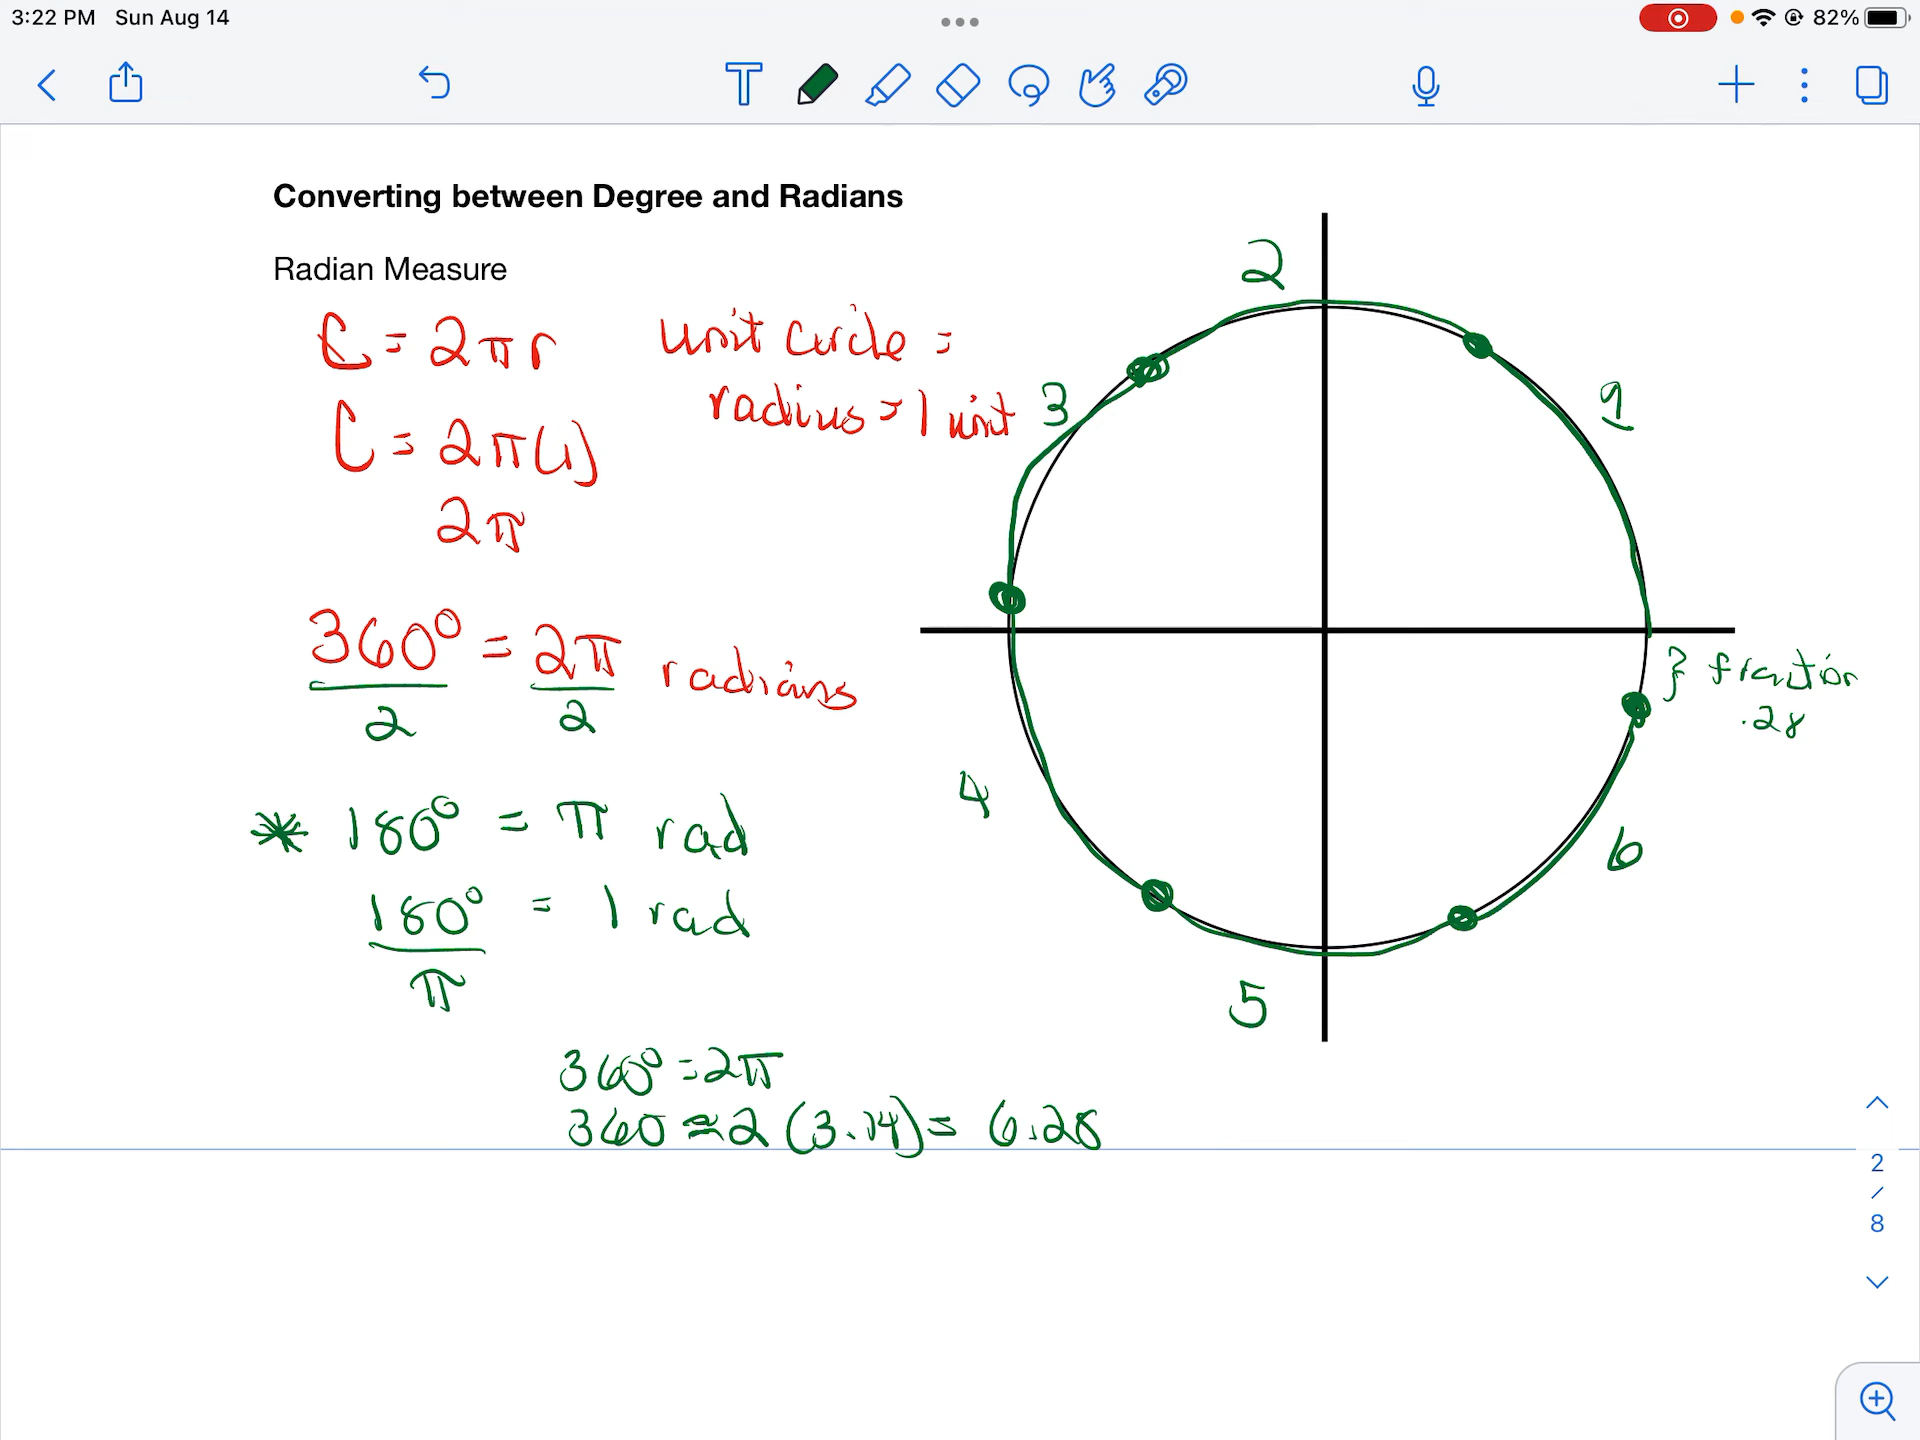 3:22 PM Sun Aug 14
82%
Converting between Degree and Radians
Radian Measure
C = 2πr
unit circle =
radius = 1 unit
C = 2π(1)
2π
360° = 2π radians
2 2
* 180° = π rad
180° = 1 rad
π
360° = 2π
360 ≈ 2 (3.14) = 6.28
2
1
3
} fraction
.28
4
6
5
2
/
8